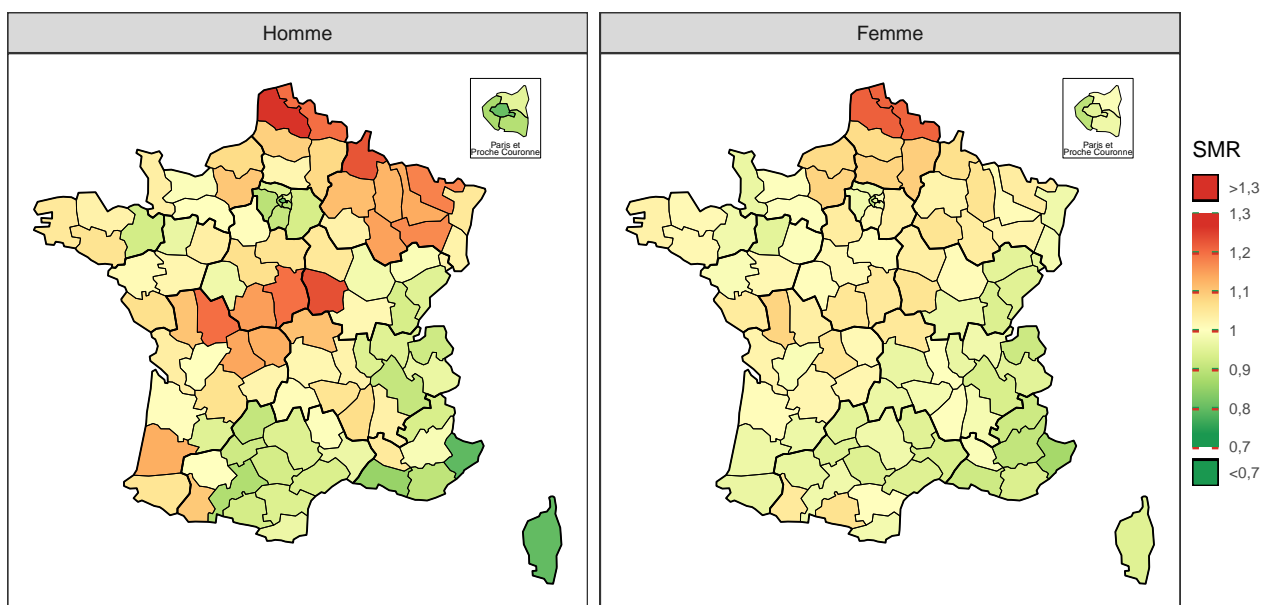 Homme
Femme
Paris et
Proche Couronne
Paris et
Proche Couronne
SMR
>1,3
1,3
1,2
1,1
1
0,9
0,8
0,7
<0,7